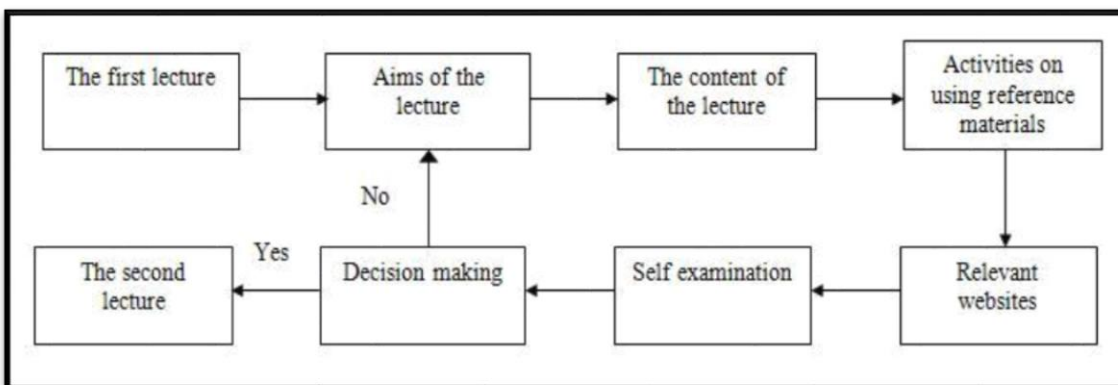 The first lecture
Aims of the
lecture
The content of
the lecture
Activities on
using reference
materials
No
Yes
The second
lecture
Decision making
Self examination
Relevant
websites